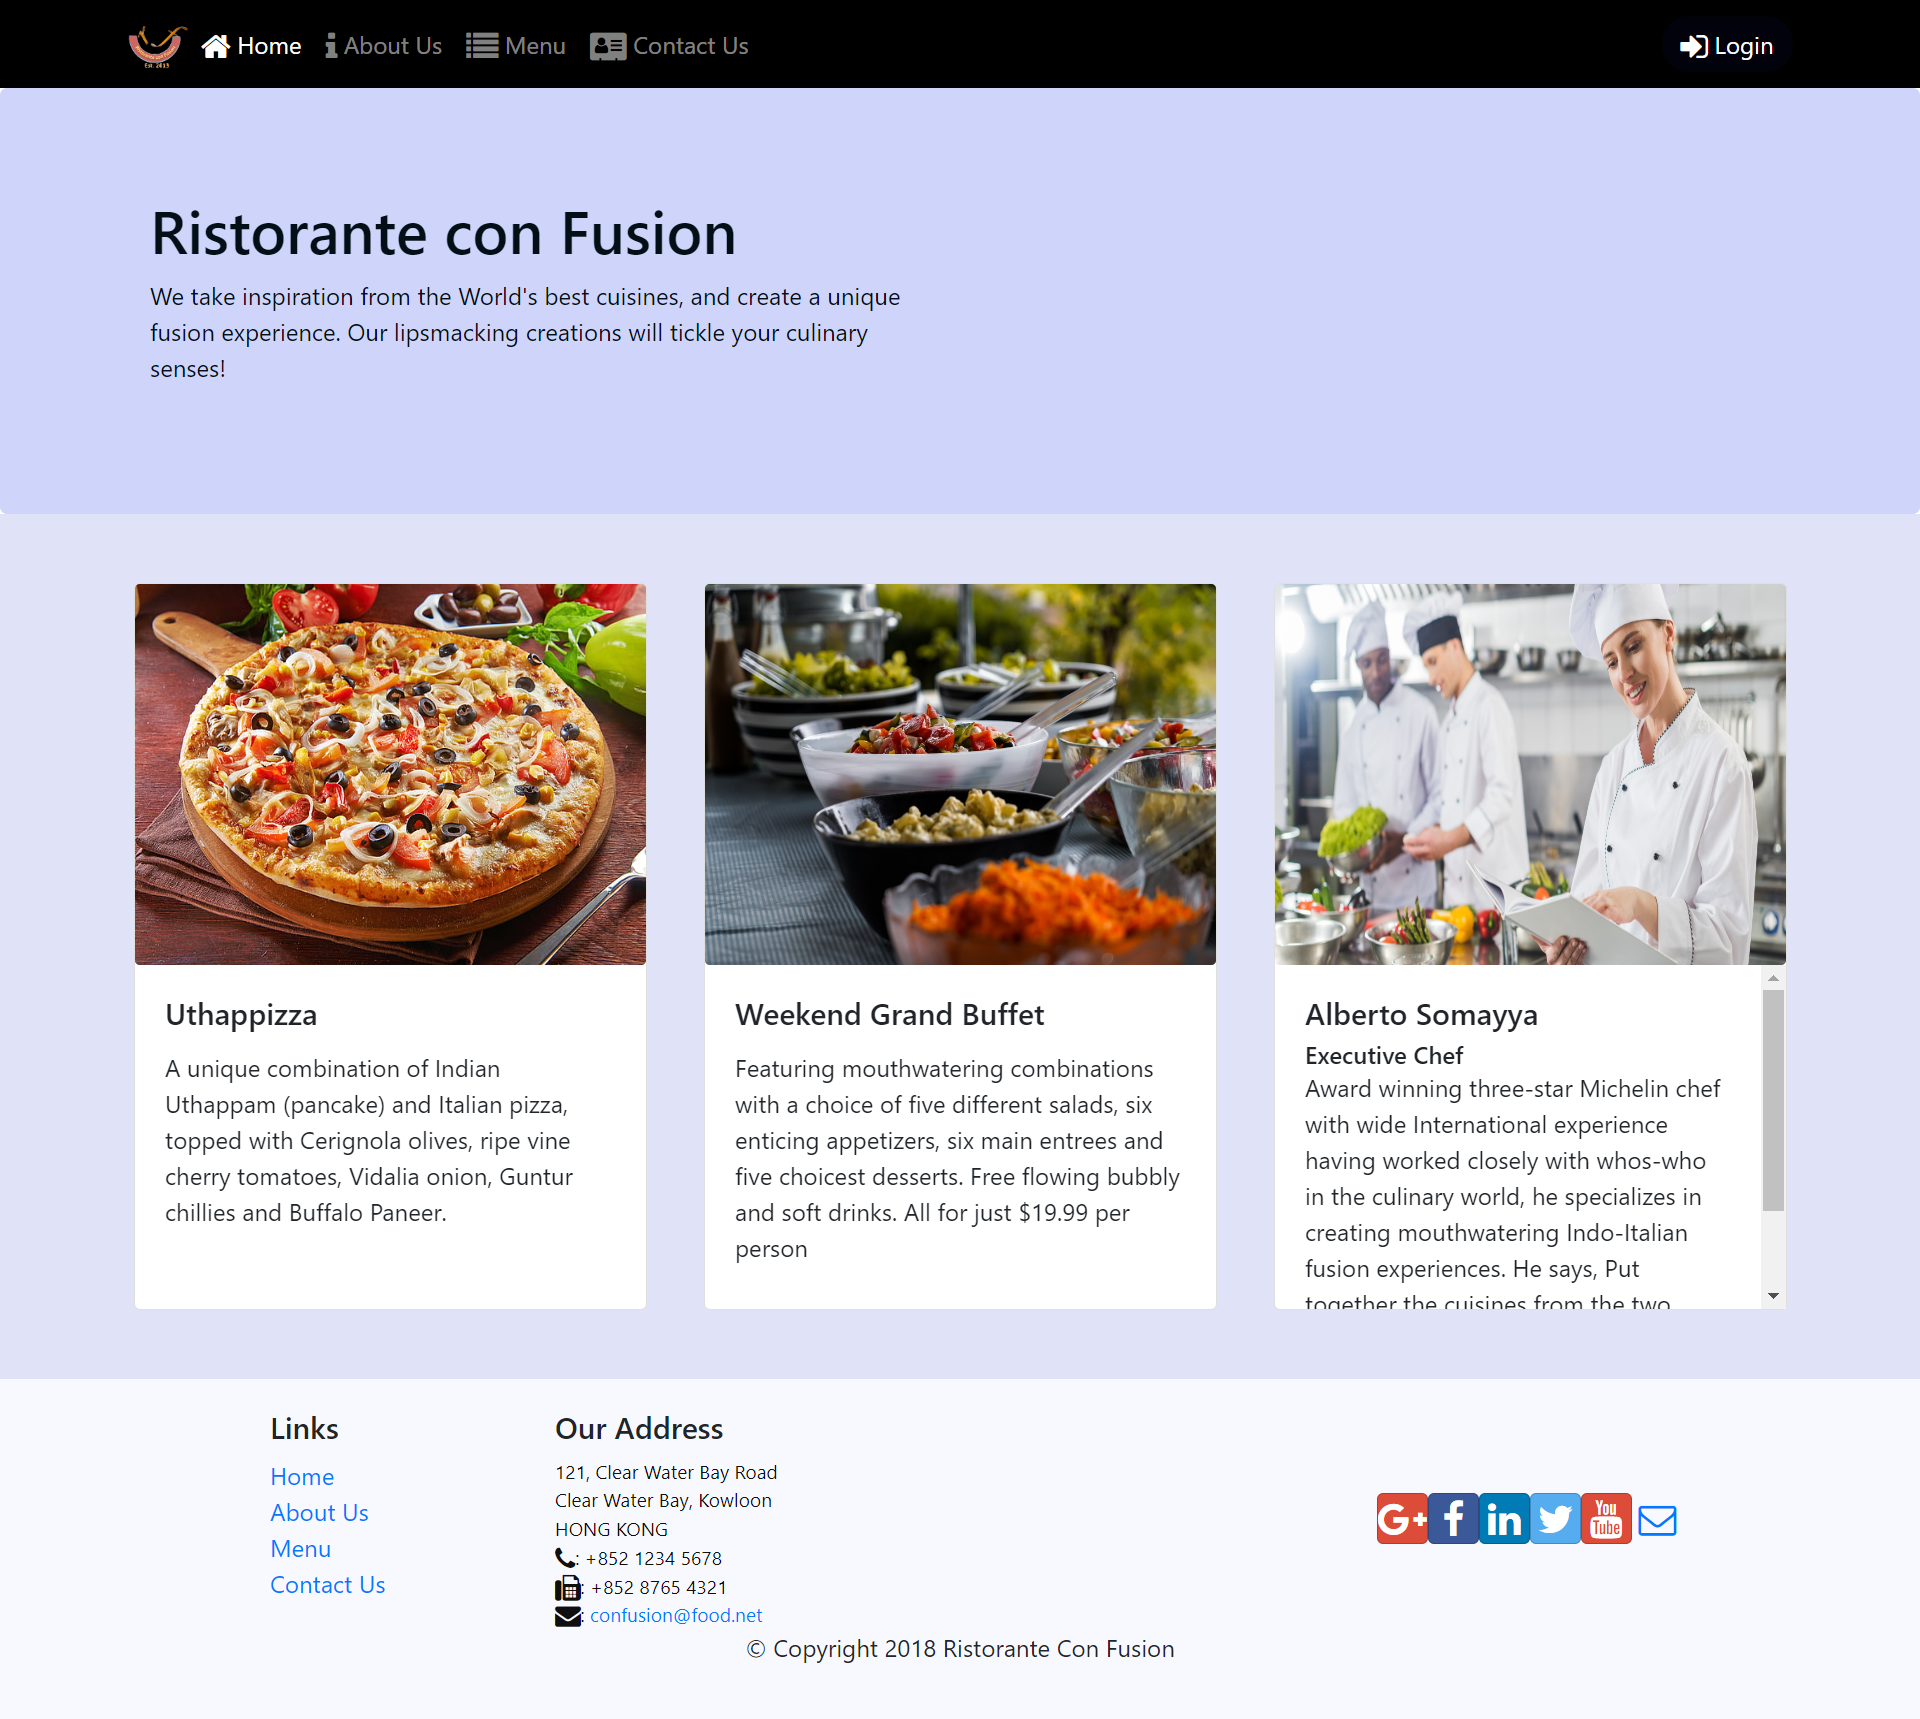 Est. 2013
Home About Us Menu Contact Us Login
Ristorante con Fusion
We take inspiration from the World's best cuisines, and create a unique
fusion experience. Our lipsmacking creations will tickle your culinary
senses!
Uthappizza
A unique combination of Indian
Uthappam (pancake) and Italian pizza,
topped with Cerignola olives, ripe vine
cherry tomatoes, Vidalia onion, Guntur
chillies and Buffalo Paneer.
Weekend Grand Buffet
Featuring mouthwatering combinations
with a choice of five different salads, six
enticing appetizers, six main entrees and
five choicest desserts. Free flowing bubbly
and soft drinks. All for just $19.99 per
person
Alberto Somayya
Executive Chef
Award winning three-star Michelin chef
with wide International experience
having worked closely with whos-who
in the culinary world, he specializes in
creating mouthwatering Indo-Italian
fusion experiences. He says, Put
together the cuisines from the two
Links
Home
About Us
Menu
Contact Us
Our Address
121, Clear Water Bay Road
Clear Water Bay, Kowloon
HONG KONG
: +852 1234 5678
: +852 8765 4321
: confusion@food.net
G+ f in You Tube
© Copyright 2018 Ristorante Con Fusion